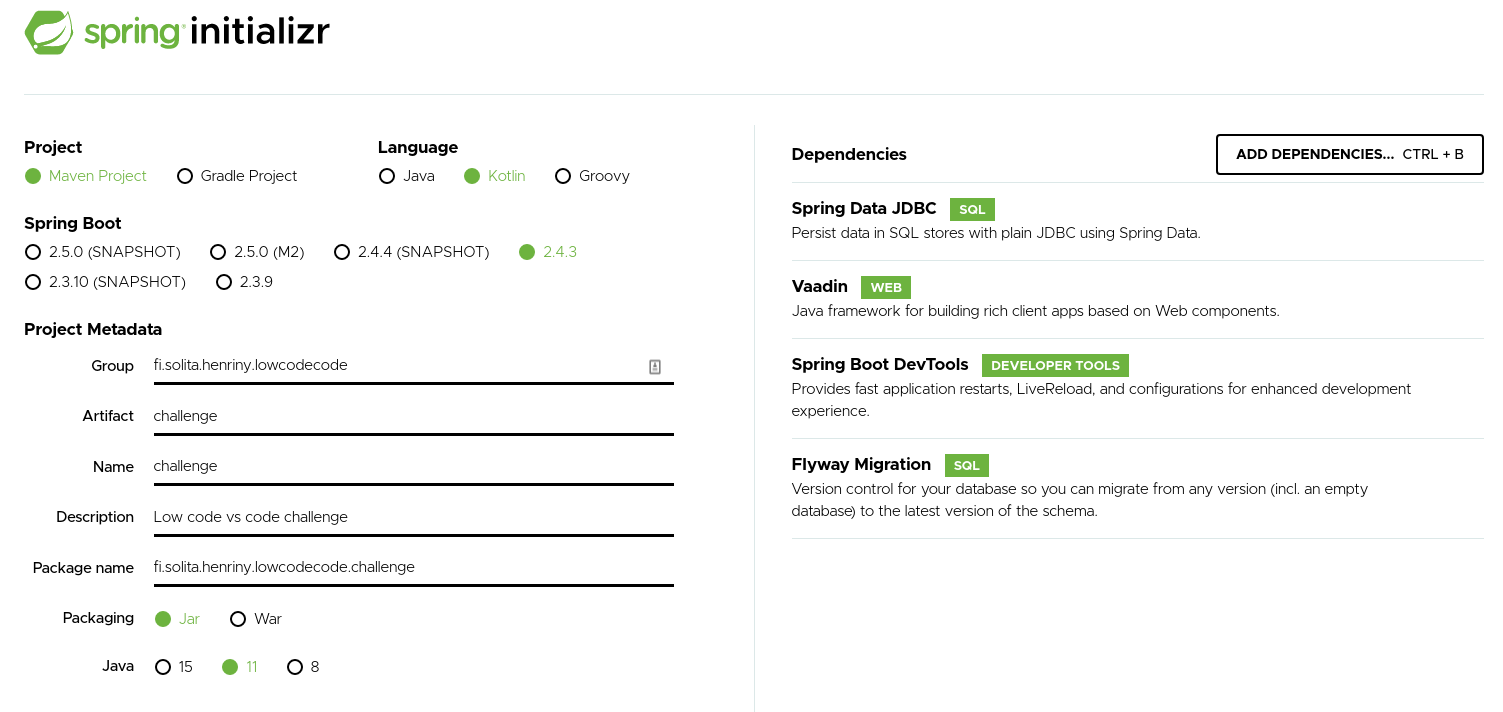 spring initializr
Project
Maven Project Gradle Project
Language
Java Kotlin Groovy
Spring Boot
2.5.0 (SNAPSHOT) 2.5.0 (M2) 2.4.4 (SNAPSHOT) 2.4.3
2.3.10 (SNAPSHOT) 2.3.9
Project Metadata
Group fi.solita.henriny.lowcodecode
Artifact challenge
Name challenge
Description Low code vs code challenge
Package name fi.solita.henriny.lowcodecode.challenge
Packaging Jar War
Java 15 11 8
Dependencies ADD DEPENDENCIES... CTRL + B
Spring Data JDBC SQL
Persist data in SQL stores with plain JDBC using Spring Data.
Vaadin WEB
Java framework for building rich client apps based on Web components.
Spring Boot DevTools DEVELOPER TOOLS
Provides fast application restarts, LiveReload, and configurations for enhanced development
experience.
Flyway Migration SQL
Version control for your database so you can migrate from any version (incl. an empty
database) to the latest version of the schema.